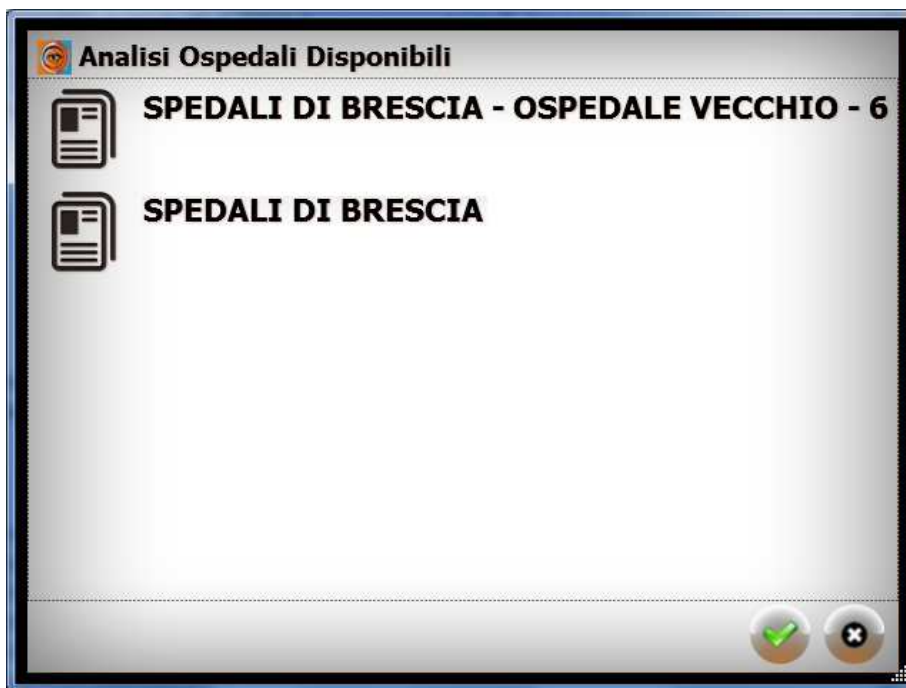 Analisi Ospedali Disponibili
SPEDALI DI BRESCIA - OSPEDALE VECCHIO - 6
SPEDALI DI BRESCIA